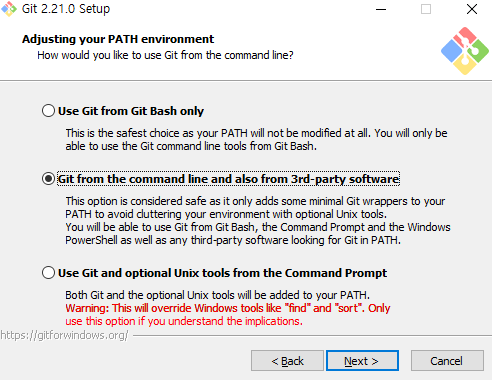 Git 2.21.0 Setup
Adjusting your PATH environment
How would you like to use Git from the command line?
Use Git from Git Bash only
This is the safest choice as your PATH will not be modified at all. You will only be
able to use the Git command line tools from Git Bash.
Git from the command line and also from 3rd-party software
This option is considered safe as it only adds some minimal Git wrappers to your
PATH to avoid cluttering your environment with optional Unix tools.
You will be able to use Git from Git Bash, the Command Prompt and the Windows
PowerShell as well as any third-party software looking for Git in PATH.
Use Git and optional Unix tools from the Command Prompt
Both Git and the optional Unix tools will be added to your PATH.
Warning: This will override Windows tools like "find" and "sort". Only
use this option if you understand the implications.
https://gitforwindows.org/
< Back
Next >
Cancel